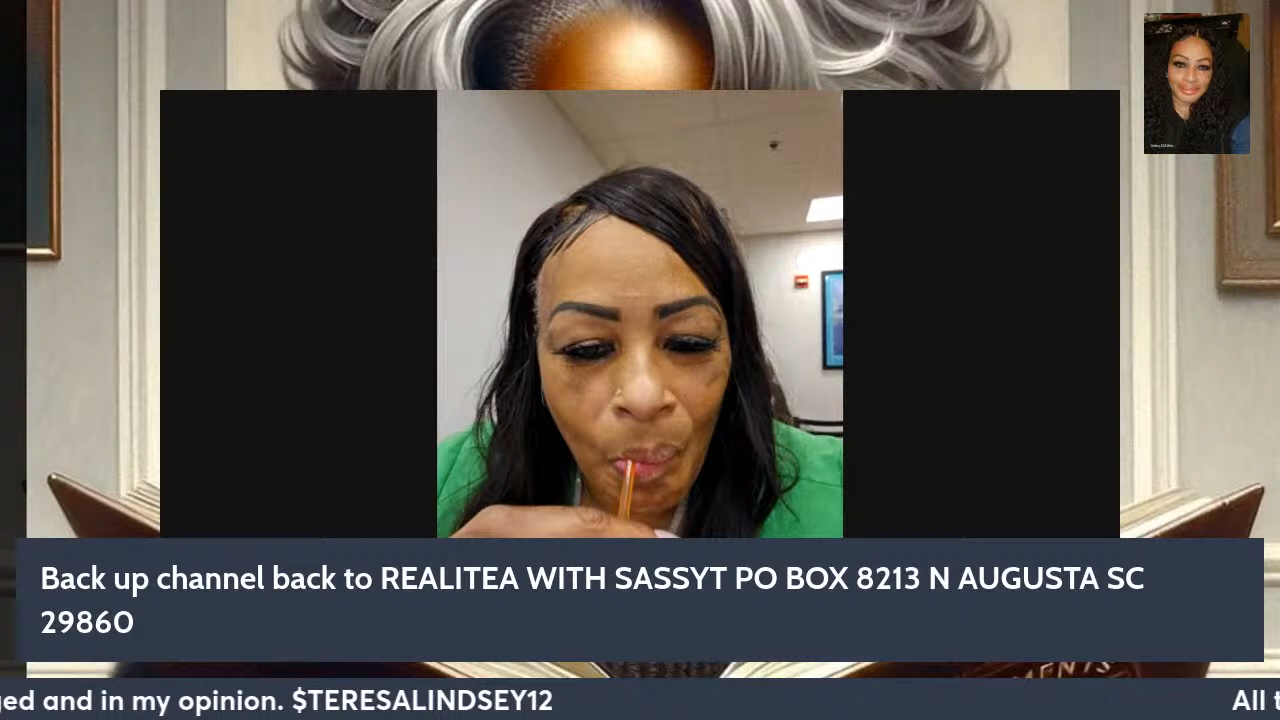 Back up channel back to REALITEA WITH SASSYT PO BOX 8213 N AUGUSTA SC
29860
ged and in my opinion. $TERESALINDSEY12 All t